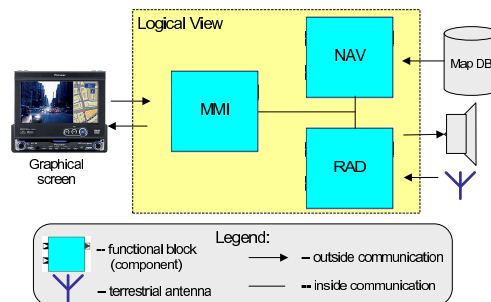 Logical View
NAV
MMI
RAD
Map DB
Graphical
screen
Legend:
– functional block
(component)
– terrestrial antenna
– outside communication
– inside communication